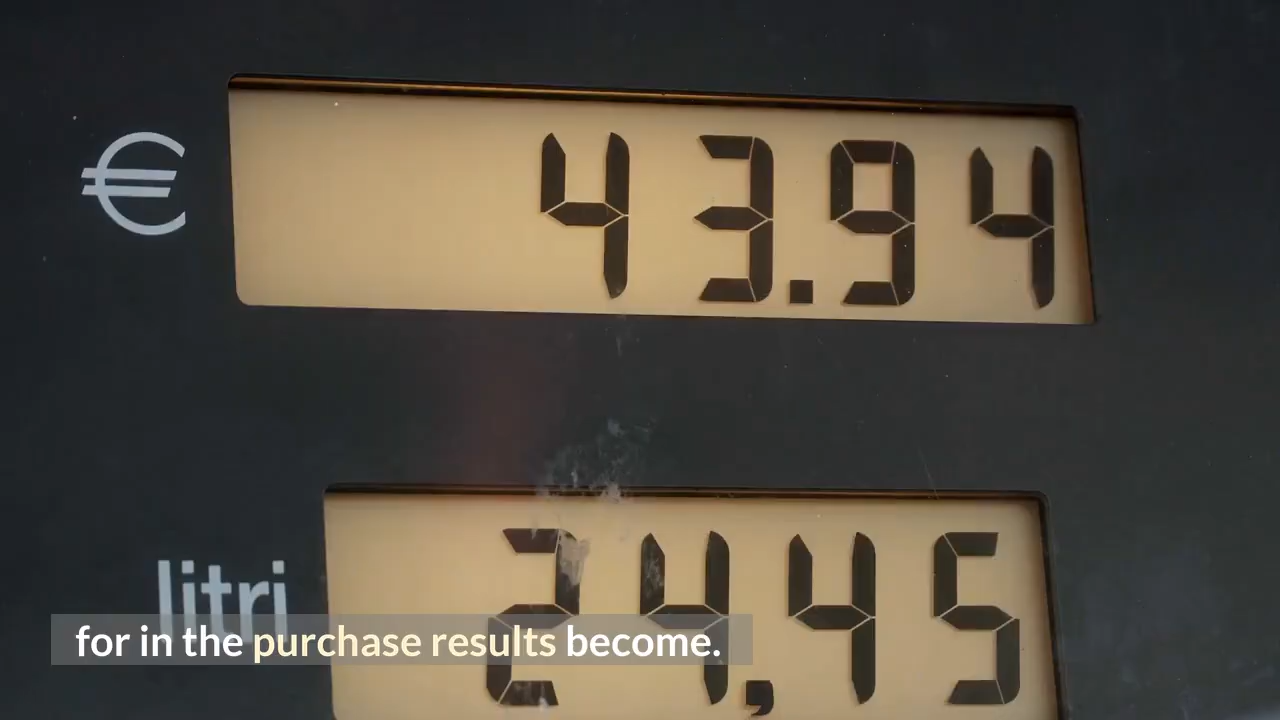 € 43.94
litri 24,45
for in the purchase results become.